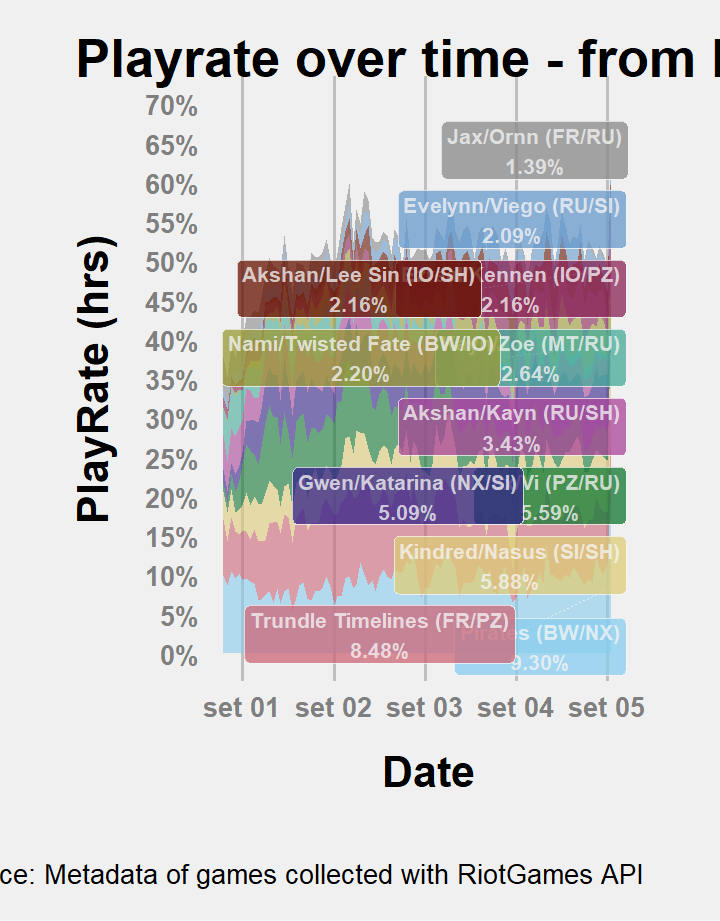 Playrate over time - from
PlayRate (hrs)
70%
65%
60%
55%
50%
45%
40%
35%
30%
25%
20%
15%
10%
5%
0%
Jax/Ornn (FR/RU)
1.39%
Evelynn/Viego (RU/SI)
2.09%
Akshan/Lee Sin (IO/SH)
2.16%
(IO/PZ)
2.16%
Nami/Twisted Fate (BW/IO)
2.20%
Zoe (MT/RU)
2.64%
Akshan/Kayn (RU/SH)
3.43%
Gwen/Katarina (NX/SI)
5.09%
Vi (PZ/RU)
5.59%
Kindred/Nasus (SI/SH)
5.88%
Trundle Timelines (FR/PZ)
8.48%
Pirates (BW/NX)
9.30%
set 01 set 02 set 03 set 04 set 05
Date
ce: Metadata of games collected with RiotGames API